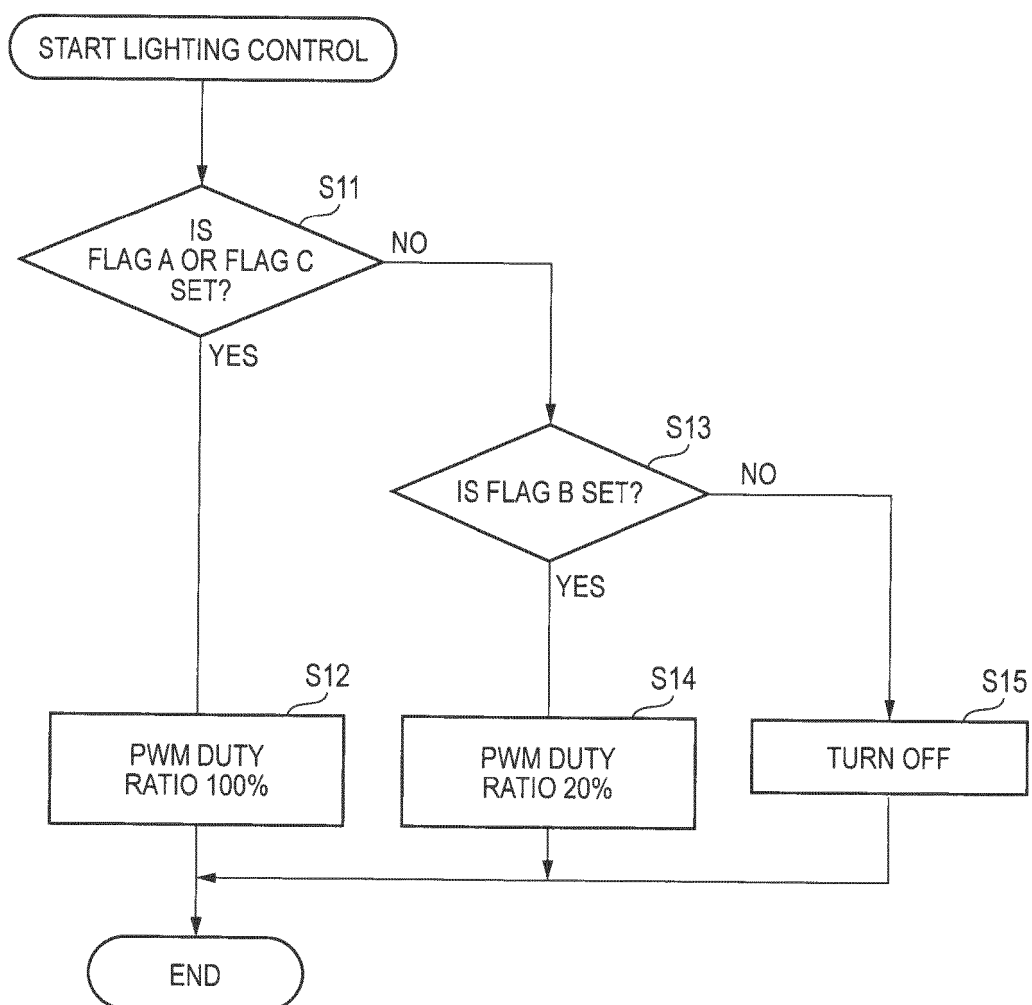 START LIGHTING CONTROL
S11
IS
FLAG A OR FLAG C
SET?
NO
YES
S13
IS FLAG B SET?
NO
YES
S12
PWM DUTY
RATIO 100%
S14
PWM DUTY
RATIO 20%
S15
TURN OFF
END